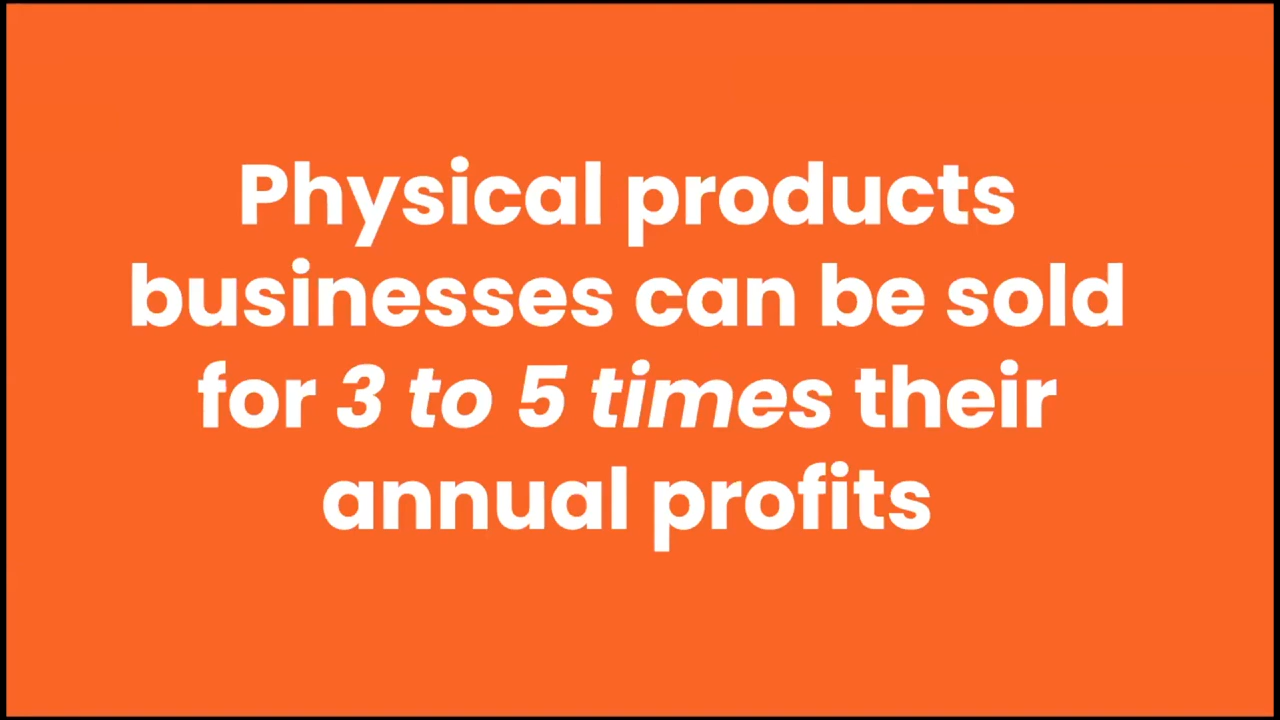 Physical products
businesses can be sold
for 3 to 5 times their
annual profits